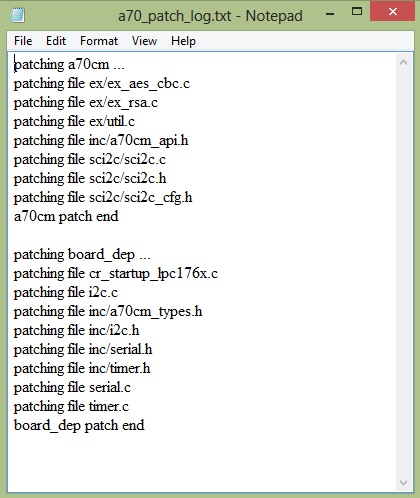 a70_patch_log.txt - Notepad
File Edit Format View Help
patching a70cm ...
patching file ex/ex_aes_cbc.c
patching file ex/ex_rsa.c
patching file ex/util.c
patching file inc/a70cm_api.h
patching file sci2c/sci2c.c
patching file sci2c/sci2c.h
patching file sci2c/sci2c_cfg.h
a70cm patch end
patching board_dep ...
patching file cr_startup_lpc176x.c
patching file i2c.c
patching file inc/a70cm_types.h
patching file inc/i2c.h
patching file inc/serial.h
patching file inc/timer.h
patching file serial.c
patching file timer.c
board_dep patch end